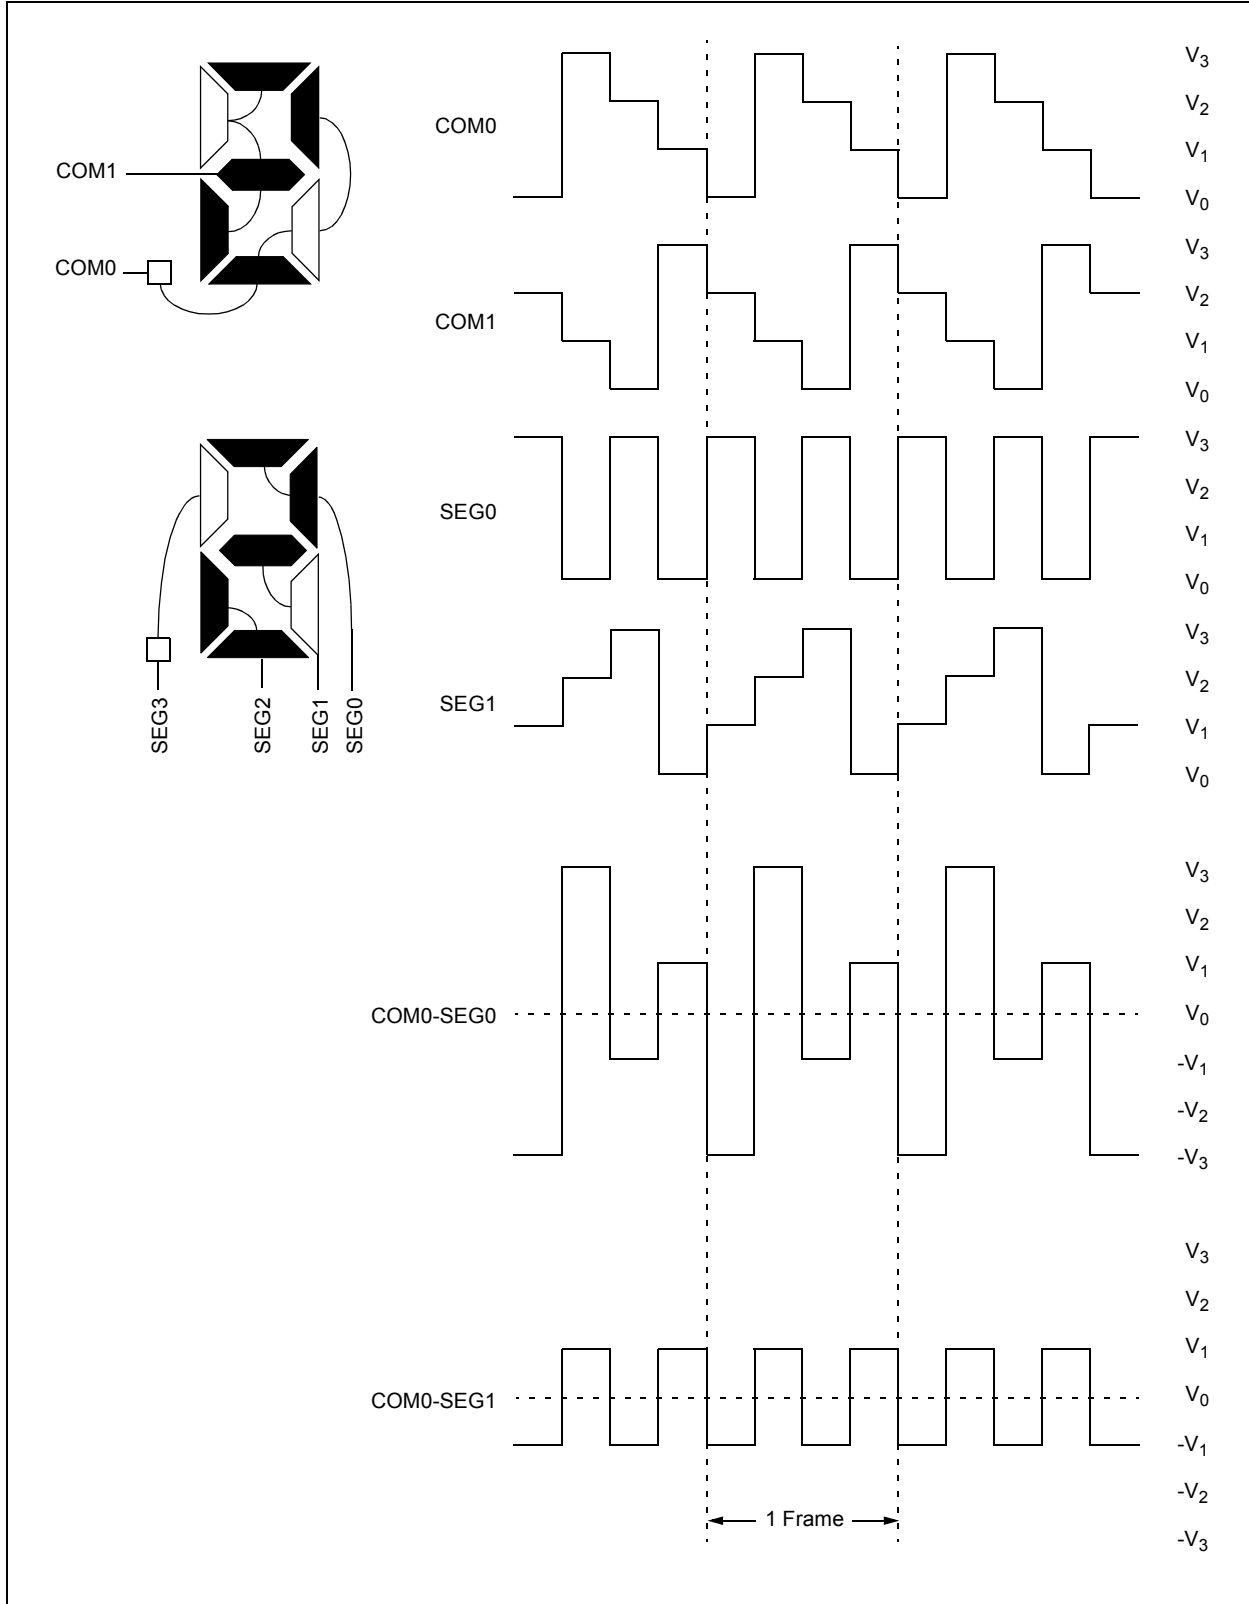 COM1
COM0
SEG3
SEG2
SEG1
SEG0
COM0
V3
V2
V1
V0
COM1
V3
V2
V1
V0
SEG0
V3
V2
V1
V0
SEG1
V3
V2
V1
V0
COM0-SEG0
V3
V2
V1
V0
-V1
-V2
-V3
COM0-SEG1
V3
V2
V1
V0
-V1
-V2
-V3
1 Frame